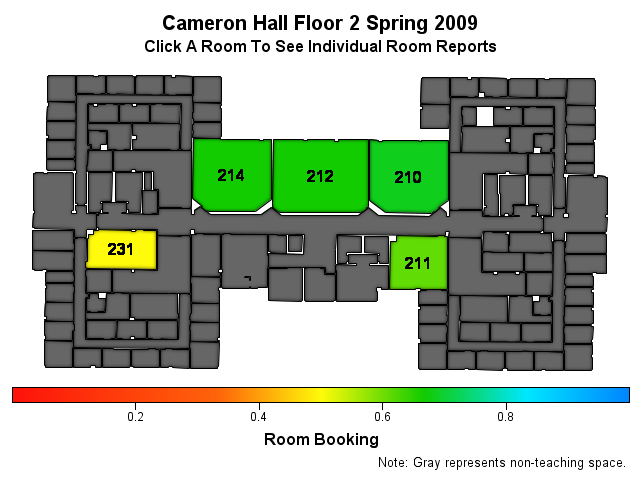 Cameron Hall Floor 2 Spring 2009
Click A Room To See Individual Room Reports
214
212
210
231
211
0.2
0.4
0.6
0.8
Room Booking
Note: Gray represents non-teaching space.